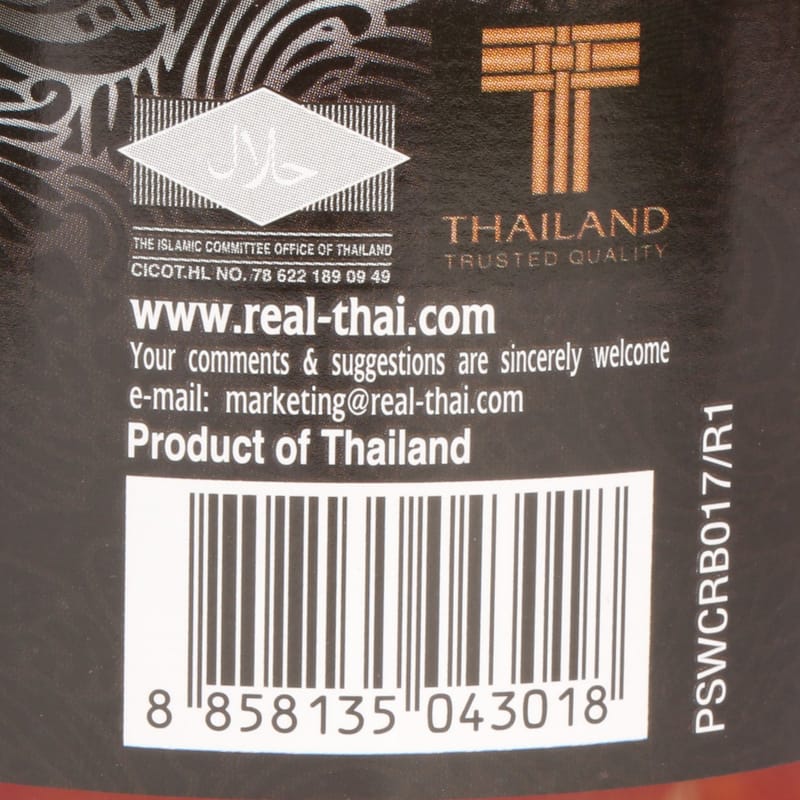 حلال
THE ISLAMIC COMMITTEE OFFICE OF THAILAND
CICOT.HL NO. 78 622 189 09 49
THAILAND
TRUSTED QUALITY
www.real-thai.com
Your comments & suggestions are sincerely welcome
e-mail: marketing@real-thai.com
Product of Thailand
8 858135 043018
PSWCRB017/R1